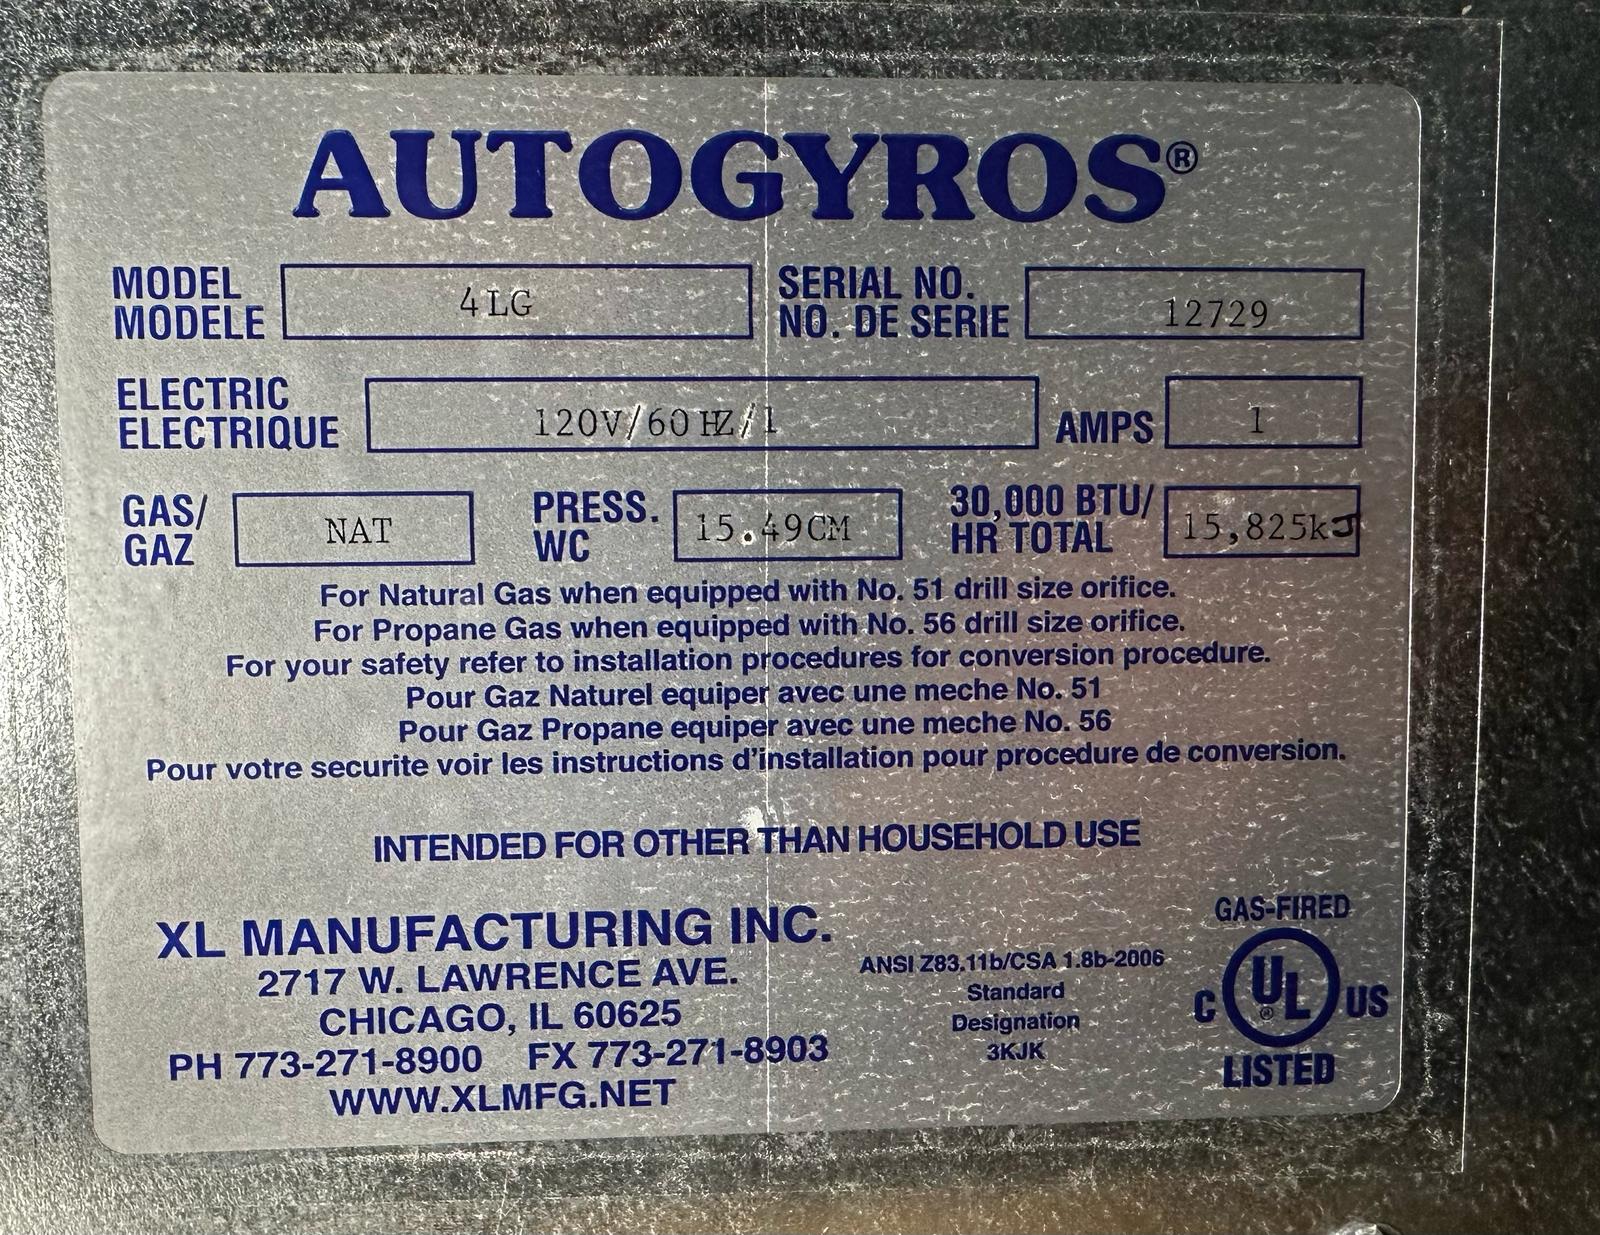 AUTOGYROS®
MODEL
MODELE
4LG
SERIAL NO.
NO. DE SERIE
12729
ELECTRIC
ELECTRIQUE
120V/60HZ/1
AMPS
1
GAS/
GAZ
NAT
PRESS.
WC
15.49CM
30,000 BTU/
HR TOTAL
15,825kJ
For Natural Gas when equipped with No. 51 drill size orifice.
For Propane Gas when equipped with No. 56 drill size orifice.
For your safety refer to installation procedures for conversion procedure.
Pour Gaz Naturel equiper avec une meche No. 51
Pour Gaz Propane equiper avec une meche No. 56
Pour votre securite voir les instructions d'installation pour procedure de conversion.
INTENDED FOR OTHER THAN HOUSEHOLD USE
XL MANUFACTURING INC.
2717 W. LAWRENCE AVE.
CHICAGO, IL 60625
PH 773-271-8900 FX 773-271-8903
WWW.XLMFG.NET
ANSI Z83.11b/CSA 1.8b-2006
Standard
Designation
3KJK
GAS-FIRED
C UL® US
LISTED